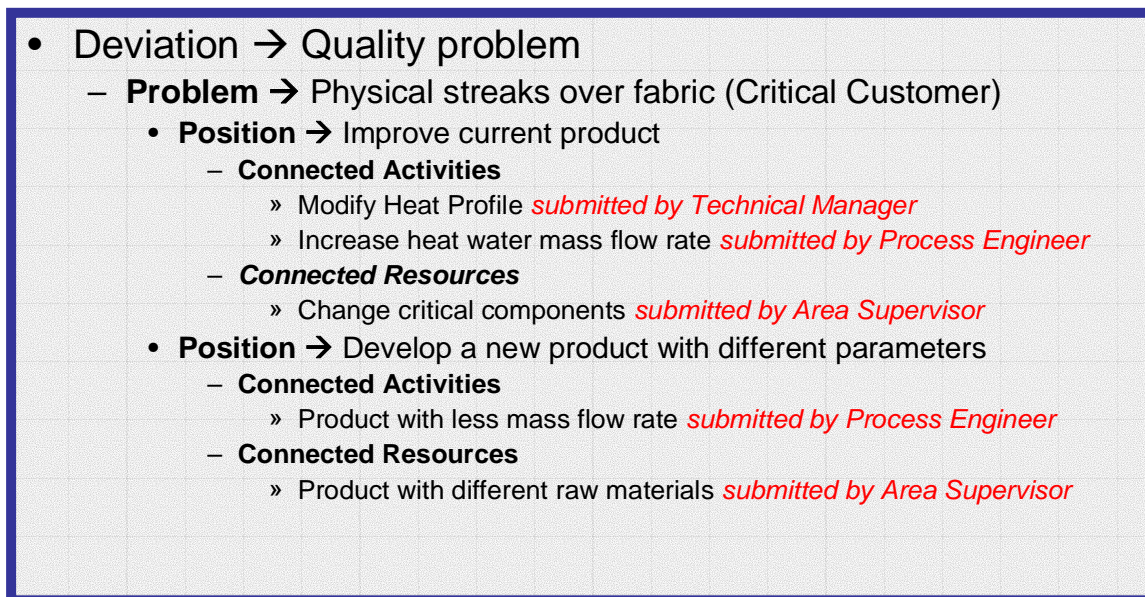 • Deviation → Quality problem
– Problem → Physical streaks over fabric (Critical Customer)
• Position → Improve current product
– Connected Activities
» Modify Heat Profile submitted by Technical Manager
» Increase heat water mass flow rate submitted by Process Engineer
– Connected Resources
» Change critical components submitted by Area Supervisor
• Position → Develop a new product with different parameters
– Connected Activities
» Product with less mass flow rate submitted by Process Engineer
– Connected Resources
» Product with different raw materials submitted by Area Supervisor